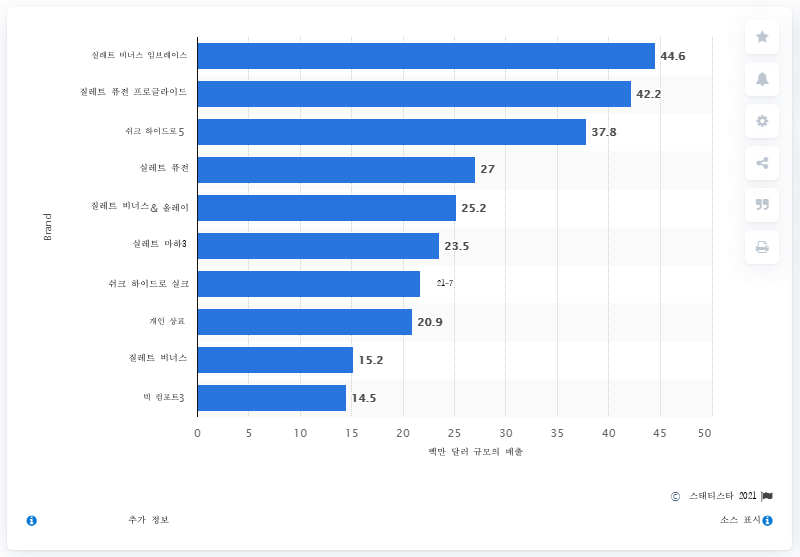 실레트 비너스 임브레이스 44.6
질레트 퓨전 프로글라이드 42.2
쉬크 하이드로 5 37.8
실레트 퓨전 27
질레트 비너스 & 올레이 25.2
실레트 마하3 23.5
쉬크 하이드로 실크 21-7
개인 상표 20.9
질레트 비너스 15.2
빅 컴포트3 14.5
Brand
0 5 10 15 20 25 30 35 40 45 50
백만 달러 규모의 매출
© 스태티스타 2021
추가 정보 소스 표시